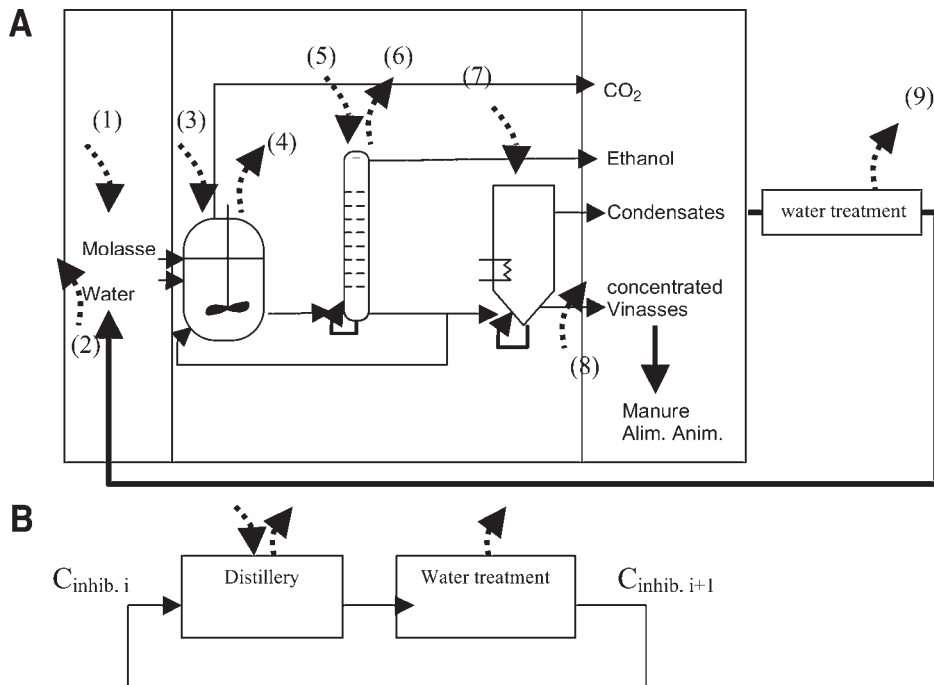 A
(1)
(2)
(3)
(4)
(5)
(6)
(7)
(8)
(9)
Molasse
Water
CO2
Ethanol
Condensates
concentrated
Vinasses
Manure
Alim. Anim.
water treatment
B
Cinhib. i
Distillery
Water treatment
Cinhib. i+1